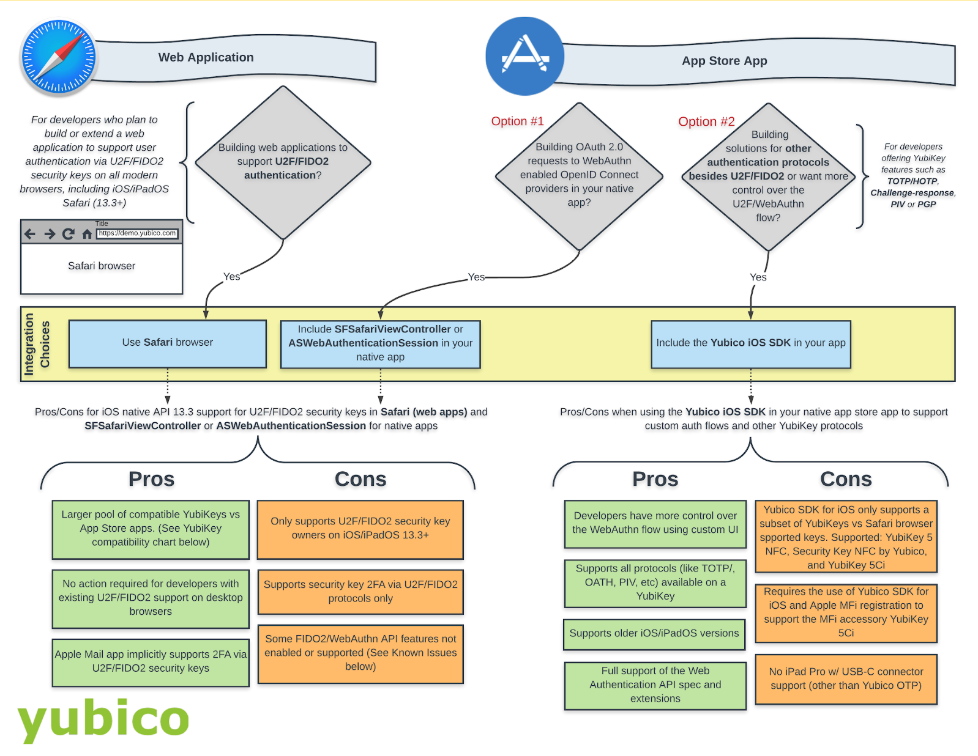 Web Application
App Store App
For developers who plan to
build or extend a web
application to support user
authentication via U2F/FIDO2
security keys on all modern
browsers, including iOS/iPadOS
Safari (13.3+)
Title
https://demo.yubico.com
Safari browser
Building web applications to
support U2F/FIDO2
authentication?
Yes
Option #1
Building OAuth 2.0
requests to WebAuthn
enabled OpenID Connect
providers in your native
app?
Yes
Option #2
Building
solutions for other
authentication protocols
besides U2F/FIDO2 or want more
control over the
U2F/WebAuthn
flow?
Yes
For developers
offering YubiKey
features such as
TOTP/HOTP,
Challenge-response,
PIV or PGP
Integration
Choices
Use Safari browser
Include SFSafariViewController or
ASWebAuthenticationSession in your
native app
Include the Yubico iOS SDK in your app
Pros/Cons for iOS native API 13.3 support for U2F/FIDO2 security keys in Safari (web apps) and
SFSafariViewController or ASWebAuthenticationSession for native apps
Pros
Larger pool of compatible YubiKeys vs
App Store apps. (See YubiKey
compatibility chart below)
No action required for developers with
existing U2F/FIDO2 support on desktop
browsers
Apple Mail app implicitly supports 2FA via
U2F/FIDO2 security keys
Cons
Only supports U2F/FIDO2 security key
owners on iOS/iPadOS 13.3+
Supports security key 2FA via U2F/FIDO2
protocols only
Some FIDO2/WebAuthn API features not
enabled or supported (See Known Issues
below)
Pros/Cons when using the Yubico iOS SDK in your native app store app to support
custom auth flows and other YubiKey protocols
Pros
Developers have more control over
the WebAuthn flow using custom UI
Supports all protocols (like TOTP/,
OATH, PIV, etc) available on a
YubiKey
Supports older iOS/iPadOS versions
Full support of the Web
Authentication API spec and
extensions
Cons
Yubico SDK for iOS only supports a
subset of YubiKeys vs Safari browser
spported keys. Supported: YubiKey 5
NFC, Security Key NFC by Yubico,
and YubiKey 5Ci
Requires the use of Yubico SDK for
iOS and Apple MFi registration to
support the MFi accessory YubiKey
5Ci
No iPad Pro w/ USB-C connector
support (other than Yubico OTP)
yubico